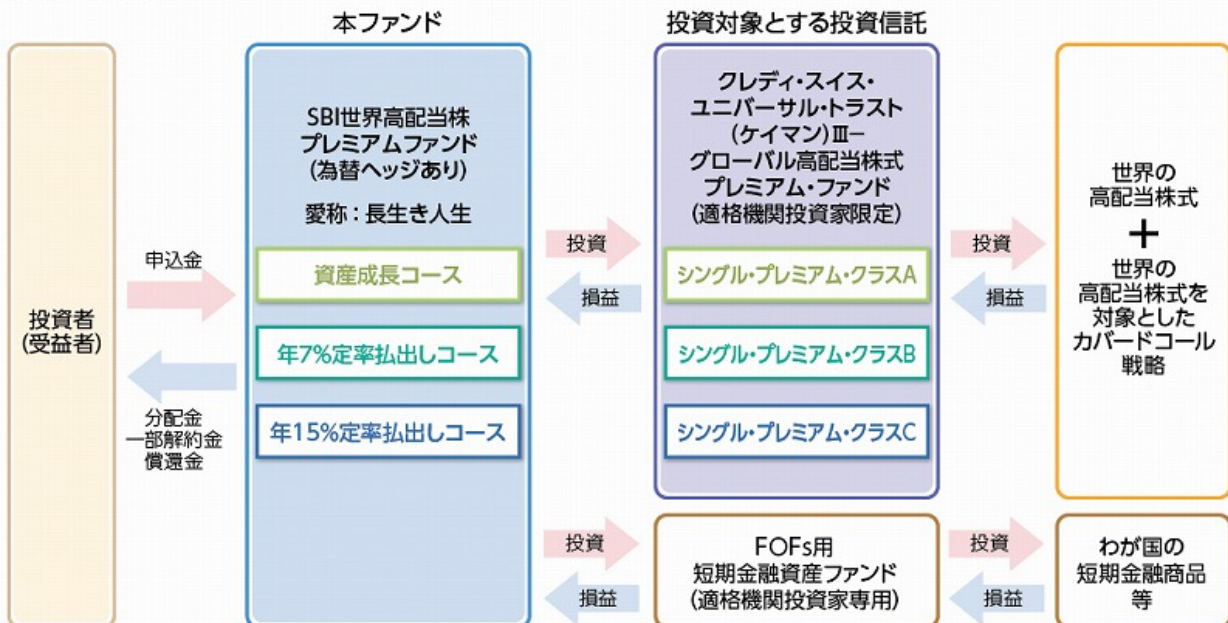 本ファンド
投資対象とする投資信託
投資者
(受益者)
申込金
分配金
一部解約金
償還金
SBI世界高配当株
プレミアムファンド
(為替ヘッジあり)
愛称：長生き人生
資産成長コース
年7%定率払出しコース
年15%定率払出しコース
投資
損益
クレディ・スイス・
ユニバーサル・トラスト
(ケイマン)Ⅲー
グローバル高配当株式
プレミアム・ファンド
(適格機関投資家限定)
シングル・プレミアム・クラスA
シングル・プレミアム・クラスB
シングル・プレミアム・クラスC
投資
損益
世界の
高配当株式
+
世界の
高配当株式を
対象とした
カバードコール
戦略
投資
損益
FOFs用
短期金融資産ファンド
(適格機関投資家専用)
投資
損益
わが国の
短期金融商品
等